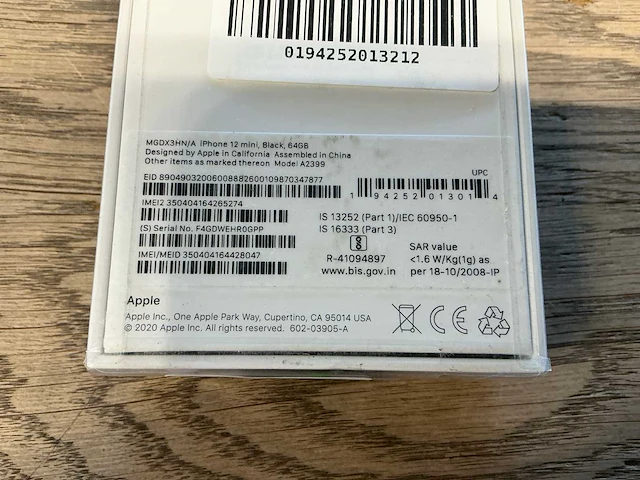 0194252013212
MGDX3HN/A iPhone 12 mini, Black, 64GB
Designed by Apple in California Assembled in China
Other items as marked thereon Model A2399
EID 89049032006008882600109870347877
UPC
1 94252 01301 4
IMEI2 350404164265274
(S) Serial No. F4GDWEHR0GPP
IMEI/MEID 350404164428047
IS 13252 (Part 1)/IEC 60950-1
IS 16333 (Part 3)
R-41094897
www.bis.gov.in
SAR value
<1.6 W/Kg(1g) as
per 18-10/2008-IP
Apple
Apple Inc., One Apple Park Way, Cupertino, CA 95014 USA
© 2020 Apple Inc. All rights reserved. 602-03905-A
CE